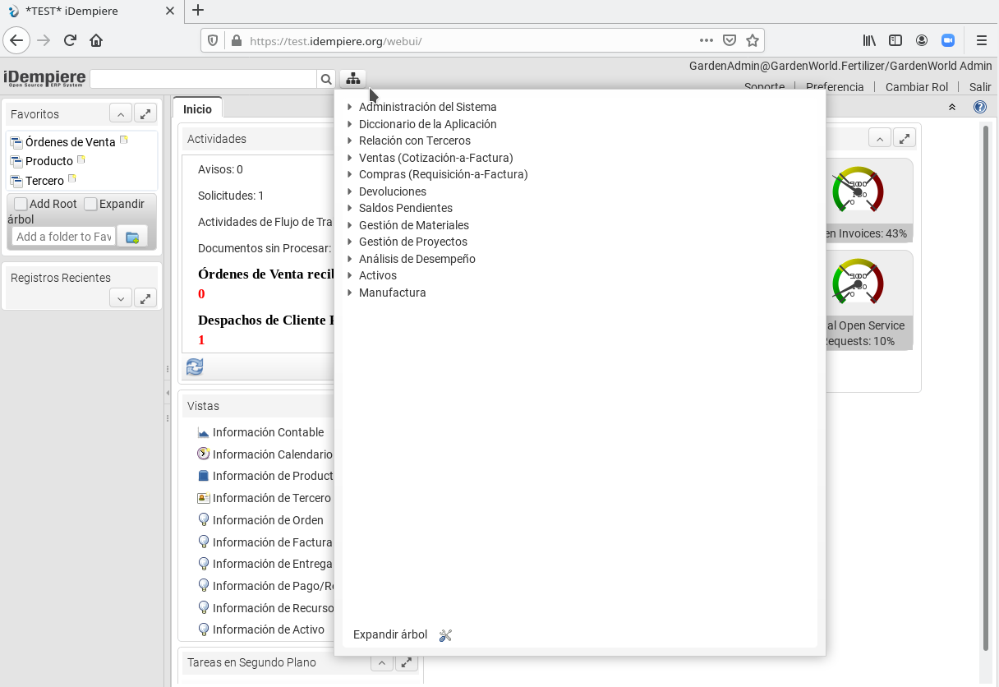 *TEST* iDempiere
https://test.idempiere.org/webui/
GardenAdmin@GardenWorld.Fertilizer/GardenWorld Admin
iDempiere
Open Source ERP System
Soporte | Preferencia | Cambiar Rol | Salir
Favoritos
Órdenes de Venta
Producto
Tercero
Add Root Expandir
árbol
Add a folder to Fav
Registros Recientes
Inicio
Actividades
Avisos: 0
Solicitudes: 1
Actividades de Flujo de Tra
Documentos sin Procesar:
Órdenes de Venta recil
0
Despachos de Cliente
1
Vistas
Información Contable
Información Calendario
Información de Product
Información de Tercero
Información de Orden
Información de Factura
Información de Entrega
Información de Pago/Re
Información de Recurso
Información de Activo
Tareas en Segundo Plano
Administración del Sistema
Diccionario de la Aplicación
Relación con Terceros
Ventas (Cotización-a-Factura)
Compras (Requisición-a-Factura)
Devoluciones
Saldos Pendientes
Gestión de Materiales
Gestión de Proyectos
Análisis de Desempeño
Activos
Manufactura
Expandir árbol
en Invoices: 43%
al Open Service
equests: 10%